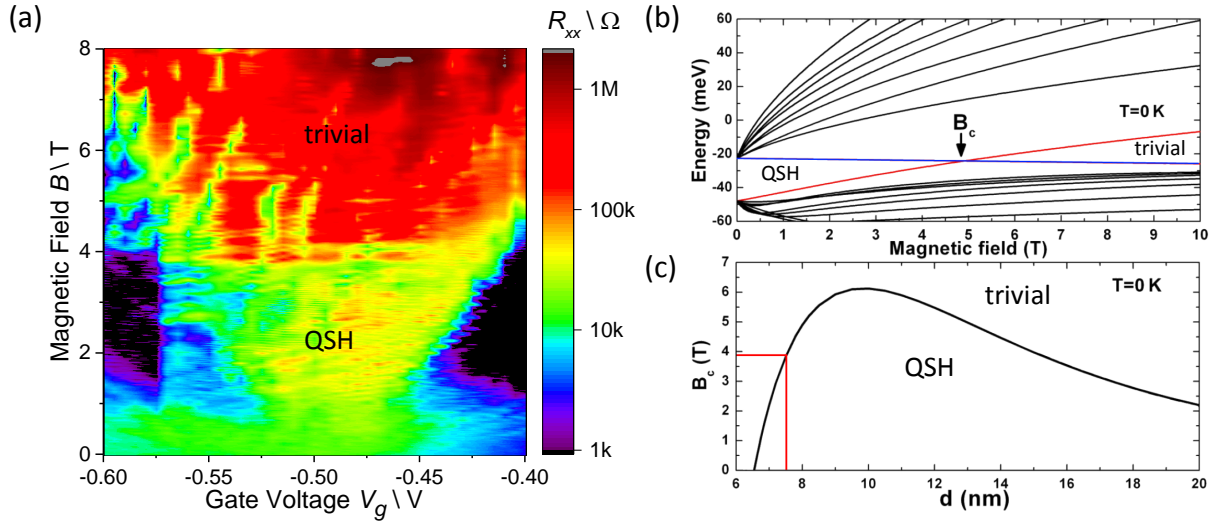 (a)
R_xx \ Ω
8
6
4
2
0
Magnetic Field B \ T
trivial
QSH
-0.60
-0.55
-0.50
-0.45
-0.40
Gate Voltage V_g \ V
1M
100k
10k
1k
(b)
60
40
20
0
-20
-40
-60
Energy (meV)
T=0 K
B_c
trivial
QSH
0 1 2 3 4 5 6 7 8 9 10
Magnetic field (T)
(c)
7
6
5
4
3
2
1
0
B_c (T)
trivial
T=0 K
QSH
6 8 10 12 14 16 18 20
d (nm)